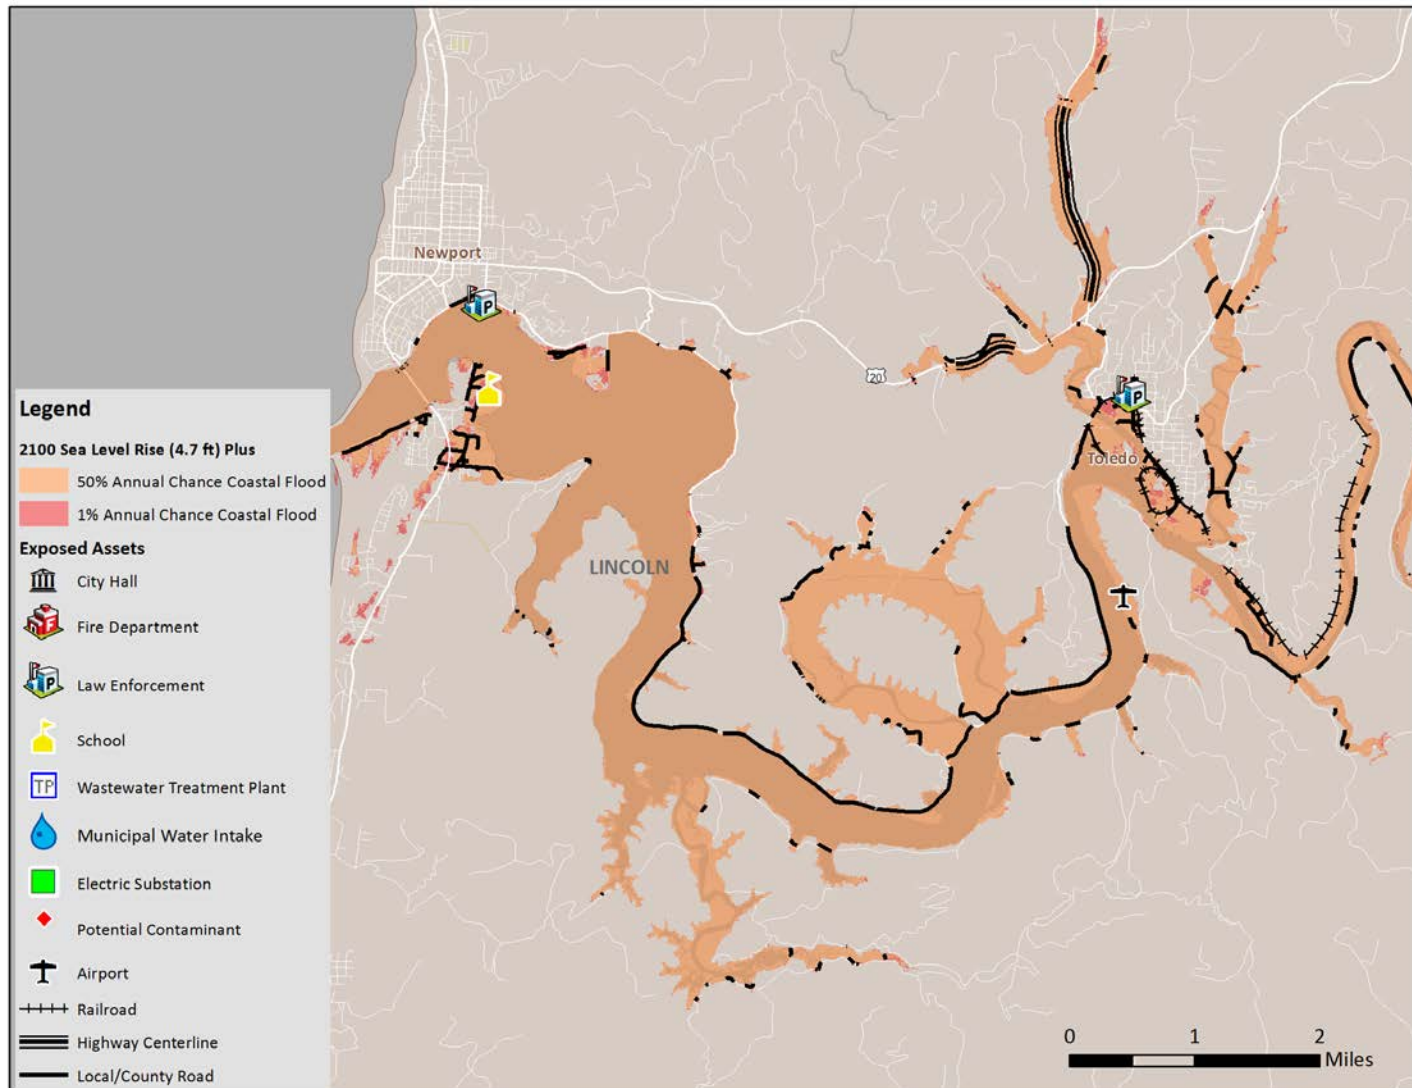 Newport
20
Toledo
LINCOLN
P
P
Legend
2100 Sea Level Rise (4.7 ft) Plus
50% Annual Chance Coastal Flood
1% Annual Chance Coastal Flood
Exposed Assets
City Hall
F Fire Department
P Law Enforcement
School
TP Wastewater Treatment Plant
Municipal Water Intake
Electric Substation
Potential Contaminant
Airport
Railroad
Highway Centerline
Local/County Road
0 1 2
Miles